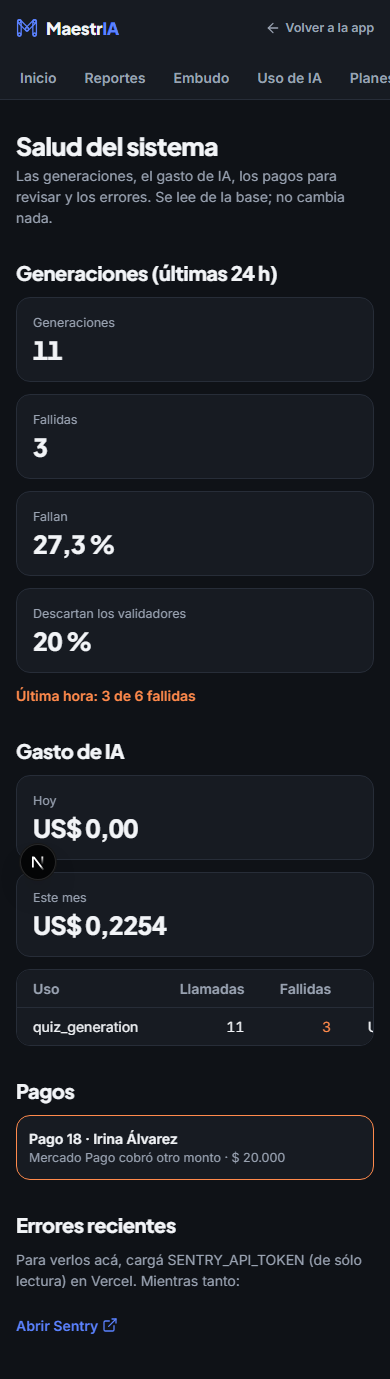 MaestrIA
← Volver a la app
Inicio Reportes Embudo Uso de IA Planes
Salud del sistema
Las generaciones, el gasto de IA, los pagos para
revisar y los errores. Se lee de la base; no cambia
nada.
Generaciones (últimas 24 h)
Generaciones
11
Fallidas
3
Fallan
27,3 %
Descartan los validadores
20 %
Última hora: 3 de 6 fallidas
Gasto de IA
Hoy
US$ 0,00
N
Este mes
US$ 0,2254
Uso Llamadas Fallidas
quiz_generation 11 3
Pagos
Pago 18 · Irina Álvarez
Mercado Pago cobró otro monto · $ 20.000
Errores recientes
Para verlos acá, cargá SENTRY_API_TOKEN (de sólo
lectura) en Vercel. Mientras tanto:
Abrir Sentry